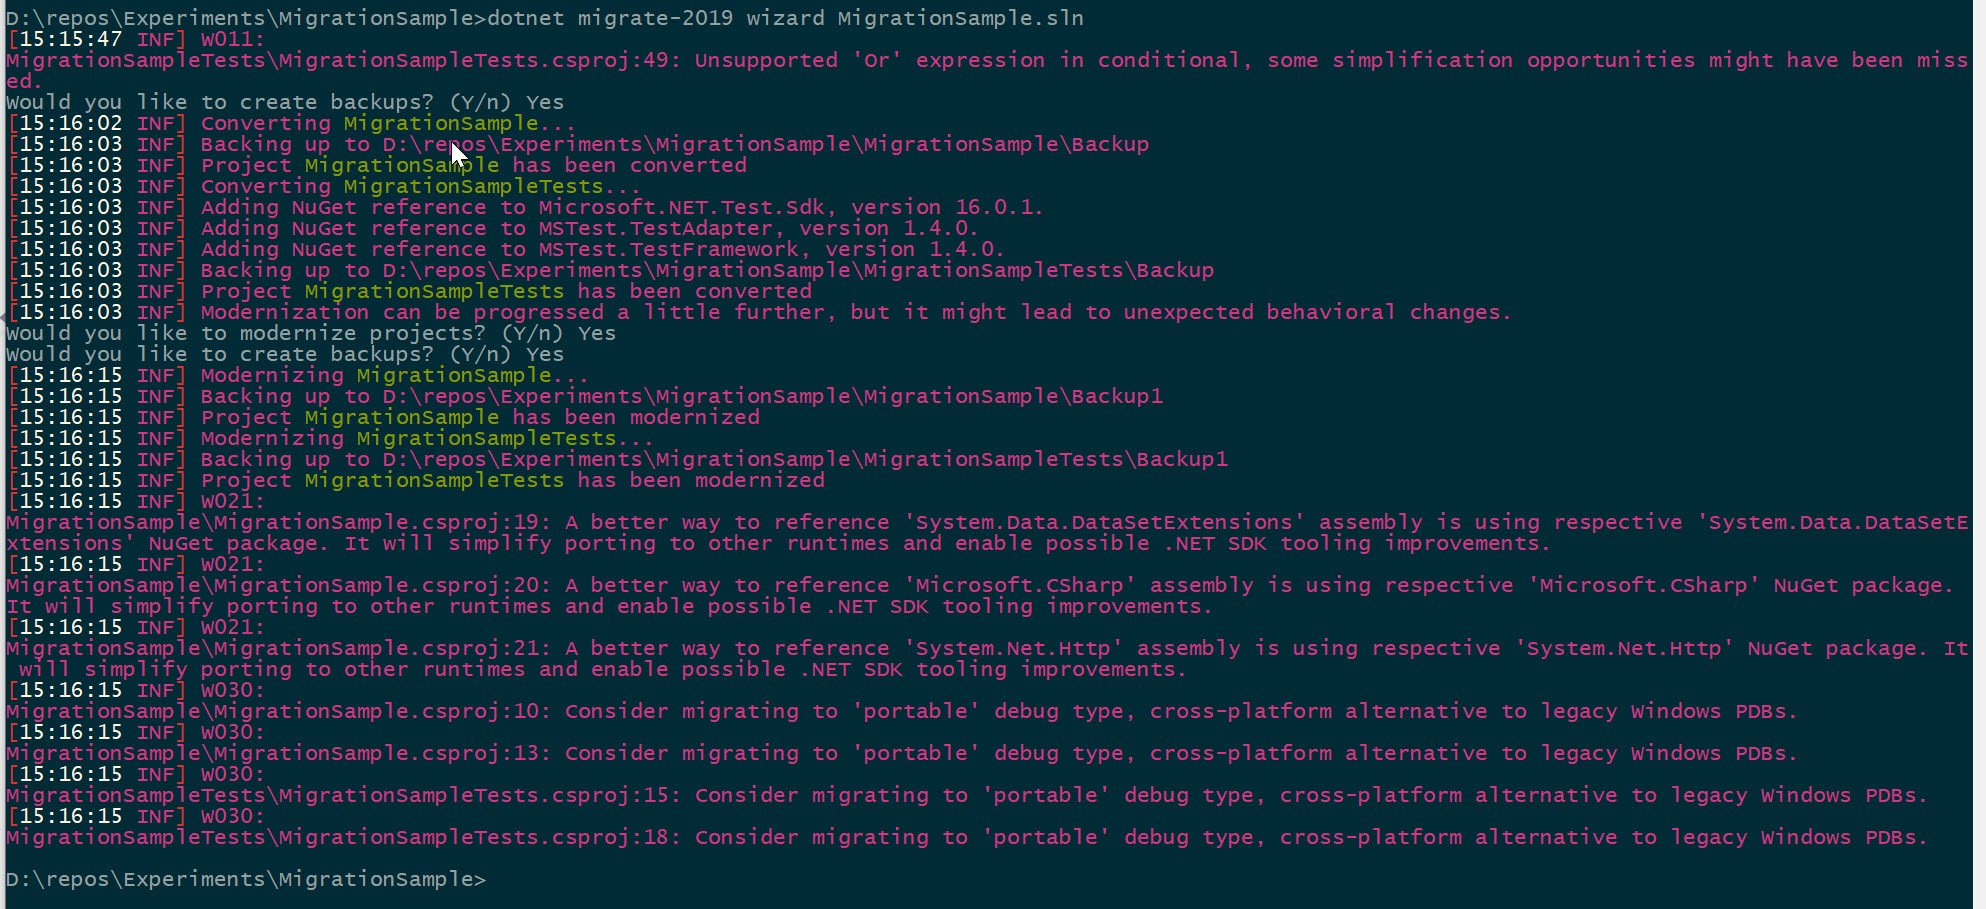 D:\repos\Experiments\MigrationSample>dotnet migrate-2019 wizard MigrationSample.sln
[15:15:47 INF] W011:
MigrationSampleTests\MigrationSampleTests.csproj:49: Unsupported 'Or' expression in conditional, some simplification opportunities might have been miss
ed.
Would you like to create backups? (Y/n) Yes
[15:16:02 INF] Converting MigrationSample...
[15:16:03 INF] Backing up to D:\repos\Experiments\MigrationSample\MigrationSample\Backup
[15:16:03 INF] Project MigrationSample has been converted
[15:16:03 INF] Converting MigrationSampleTests...
[15:16:03 INF] Adding NuGet reference to Microsoft.NET.Test.Sdk, version 16.0.1.
[15:16:03 INF] Adding NuGet reference to MSTest.TestAdapter, version 1.4.0.
[15:16:03 INF] Adding NuGet reference to MSTest.TestFramework, version 1.4.0.
[15:16:03 INF] Backing up to D:\repos\Experiments\MigrationSample\MigrationSampleTests\Backup
[15:16:03 INF] Project MigrationSampleTests has been converted
[15:16:03 INF] Modernization can be progressed a little further, but it might lead to unexpected behavioral changes.
Would you like to modernize projects? (Y/n) Yes
Would you like to create backups? (Y/n) Yes
[15:16:15 INF] Modernizing MigrationSample...
[15:16:15 INF] Backing up to D:\repos\Experiments\MigrationSample\MigrationSample\Backup1
[15:16:15 INF] Project MigrationSample has been modernized
[15:16:15 INF] Modernizing MigrationSampleTests...
[15:16:15 INF] Backing up to D:\repos\Experiments\MigrationSample\MigrationSampleTests\Backup1
[15:16:15 INF] Project MigrationSampleTests has been modernized
[15:16:15 INF] W021:
MigrationSample\MigrationSample.csproj:19: A better way to reference 'System.Data.DataSetExtensions' assembly is using respective 'System.Data.DataSetE
xtensions' NuGet package. It will simplify porting to other runtimes and enable possible .NET SDK tooling improvements.
[15:16:15 INF] W021:
MigrationSample\MigrationSample.csproj:20: A better way to reference 'Microsoft.CSharp' assembly is using respective 'Microsoft.CSharp' NuGet package.
It will simplify porting to other runtimes and enable possible .NET SDK tooling improvements.
[15:16:15 INF] W021:
MigrationSample\MigrationSample.csproj:21: A better way to reference 'System.Net.Http' assembly is using respective 'System.Net.Http' NuGet package. It
 will simplify porting to other runtimes and enable possible .NET SDK tooling improvements.
[15:16:15 INF] W030:
MigrationSample\MigrationSample.csproj:10: Consider migrating to 'portable' debug type, cross-platform alternative to legacy Windows PDBs.
[15:16:15 INF] W030:
MigrationSample\MigrationSample.csproj:13: Consider migrating to 'portable' debug type, cross-platform alternative to legacy Windows PDBs.
[15:16:15 INF] W030:
MigrationSampleTests\MigrationSampleTests.csproj:15: Consider migrating to 'portable' debug type, cross-platform alternative to legacy Windows PDBs.
[15:16:15 INF] W030:
MigrationSampleTests\MigrationSampleTests.csproj:18: Consider migrating to 'portable' debug type, cross-platform alternative to legacy Windows PDBs.
D:\repos\Experiments\MigrationSample>